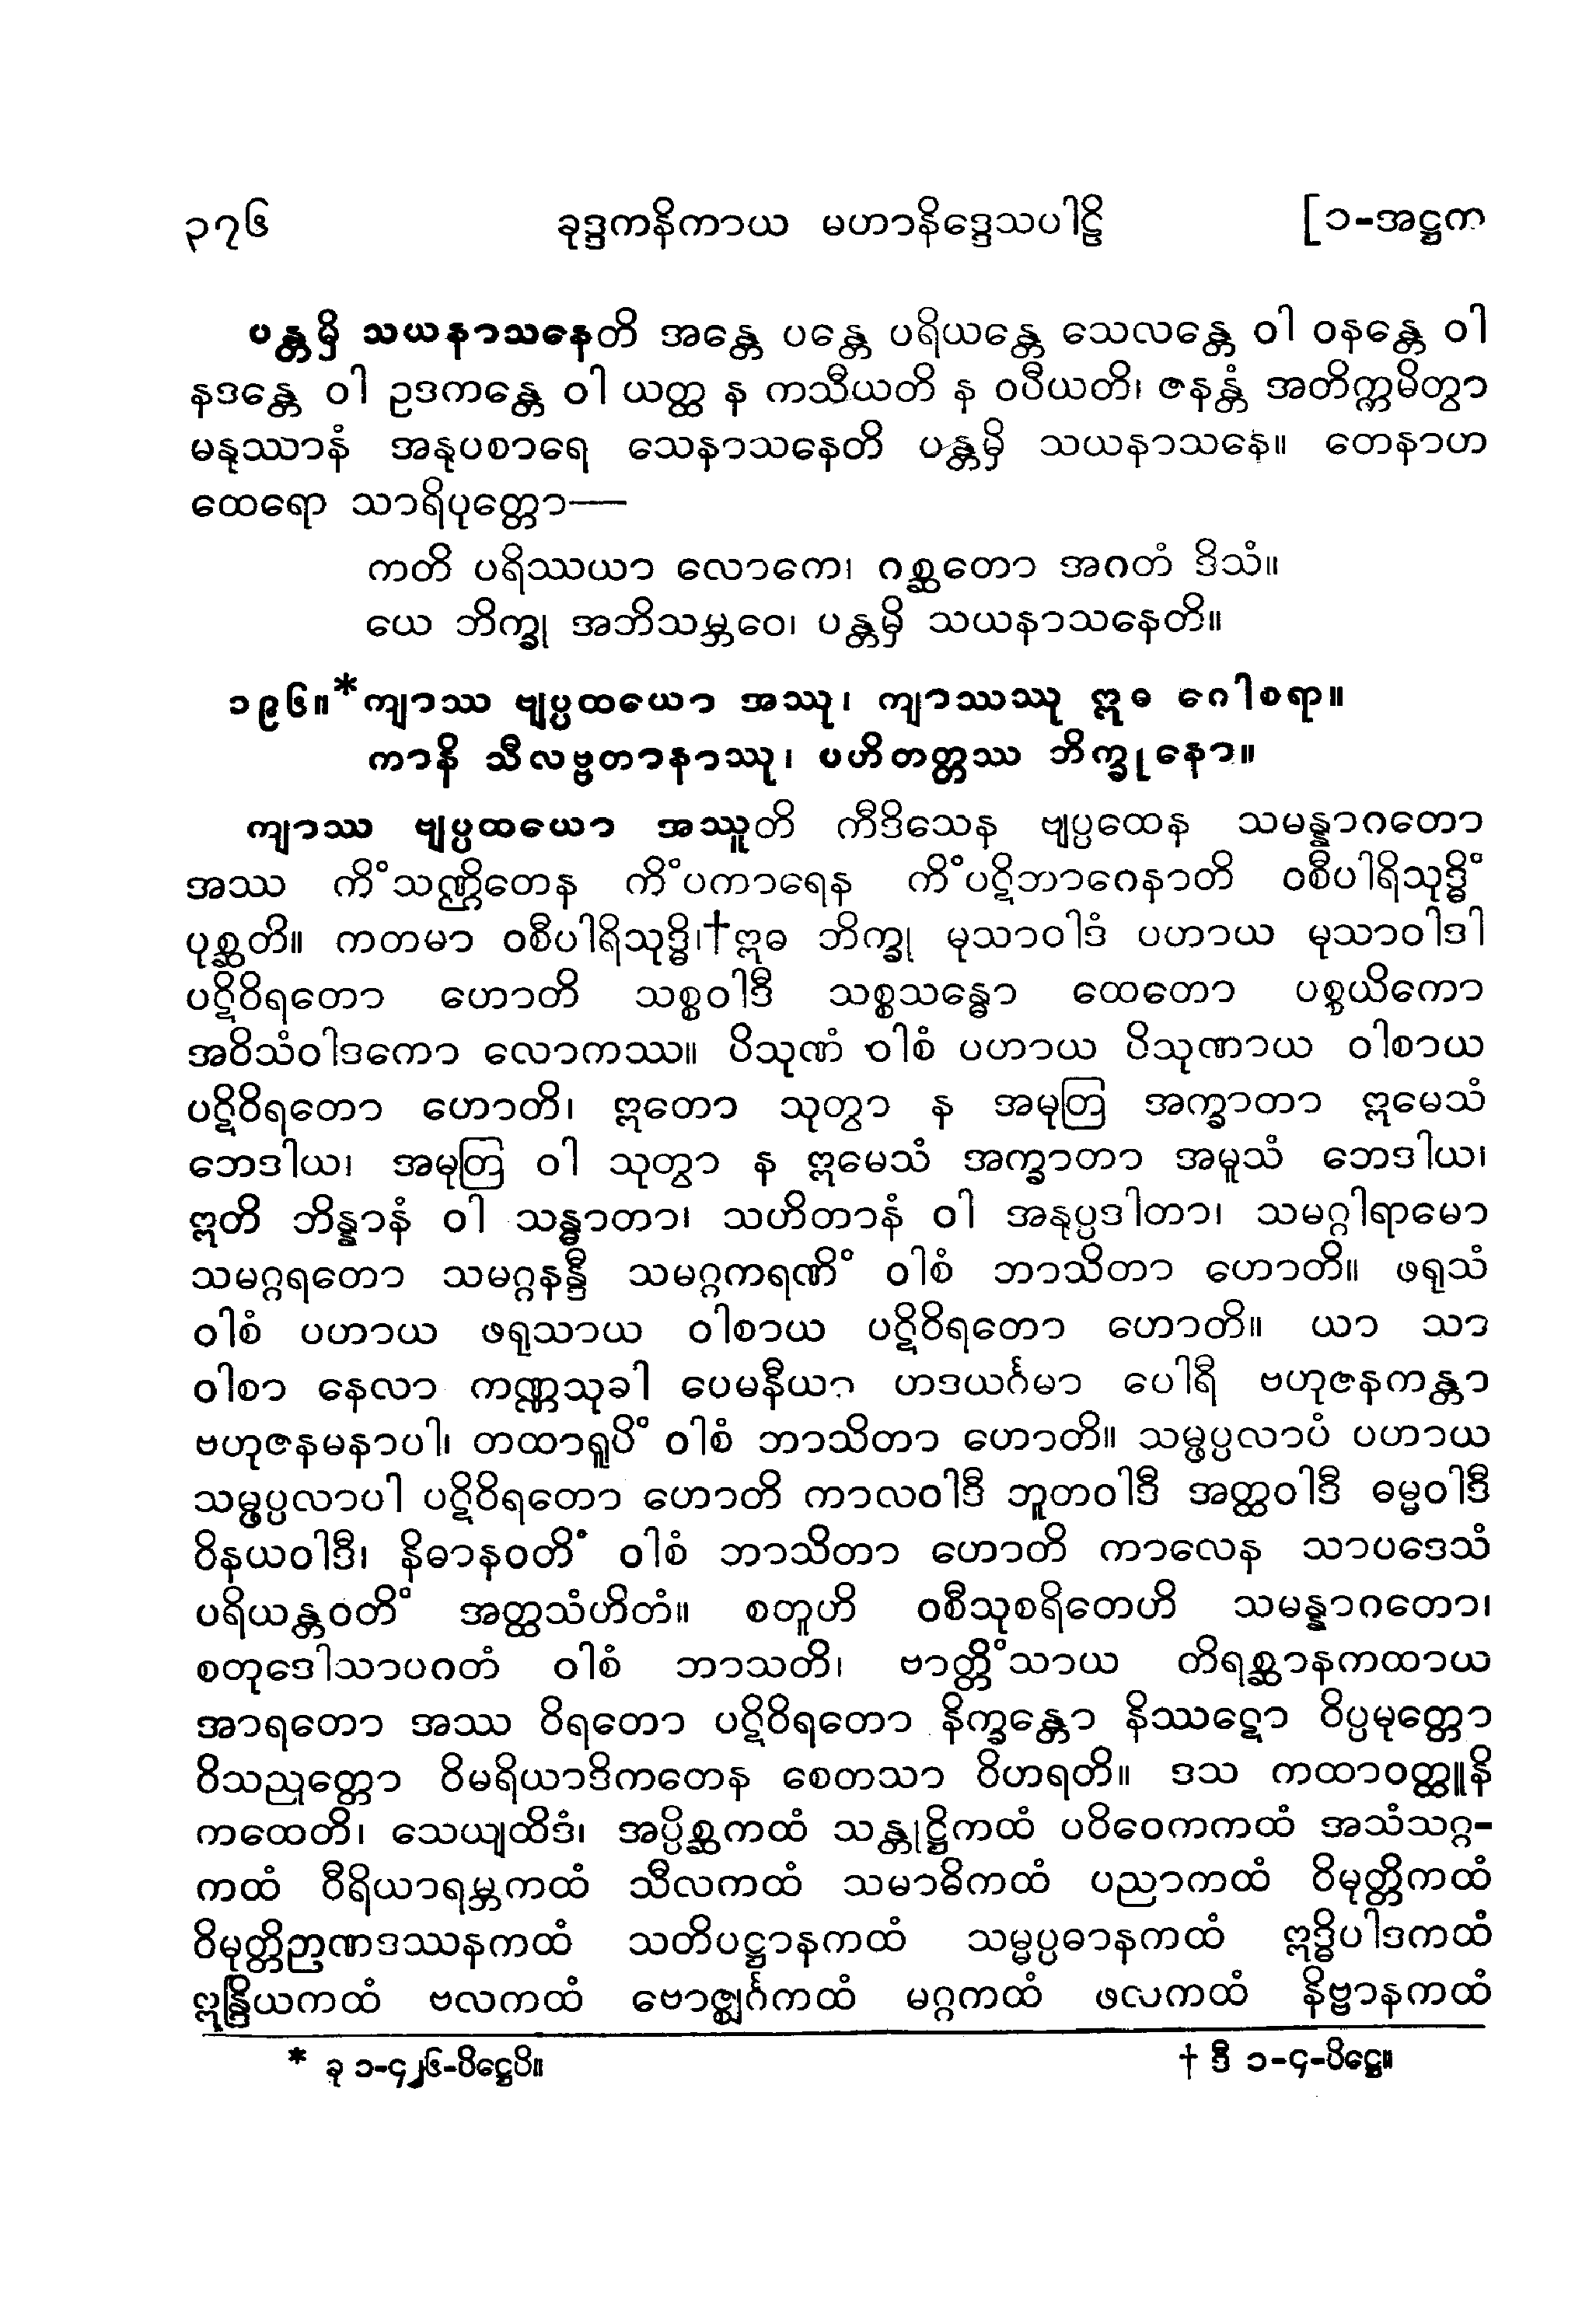 ၃၇၆ ခုဒ္ဒကနိကာယ မဟာနိဒ္ဒေသပါဠိ [၁-အဋ္ဌက
ပန္တမှိ သယနာသနေတိ အန္တေ ပန္တေ ပရိယန္တေ သေလန္တေ ဝါ ဝနန္တေ ဝါ
နဒန္တေ ဝါ ဥဒကန္တေ ဝါ ယတ္ထ န ကသီယတိ န ဝပီယတိ၊ ဇနန္တံ အတိက္ကမိတွာ
မနုဿာနံ အနုပစာရေ သေနာသနေတိ ပန္တမှိ သယနာသနေ။ တေနာဟ
ထေရော သာရိပုတ္တော—
ကတိ ပရိဿယာ လောကေ၊ ဂစ္ဆတော အဂတံ ဒိသံ။
ယေ ဘိက္ခု အဘိသမ္ဘဝေ၊ ပန္တမှိ သယနာသနေတိ။
၁၉၆။*ကျာဿ ဗျပ္ပထယော အဿု၊ ကျာဿဿု ဣဓ ဂေါစရာ။
ကာနိ သီလဗ္ဗတာနာဿု၊ ပဟိတတ္တဿ ဘိက္ခုနော။
ကျာဿ ဗျပ္ပထယော အဿူတိ ကီဒိသေန ဗျပ္ပထေန သမန္နာဂတော
အဿ ကိံသဏ္ဌိတေန ကိံပကာရေန ကိံပဋိဘာဂေနာတိ ဝစီပါရိသုဒ္ဓိံ
ပုစ္ဆတိ။ ကတမာ ဝစီပါရိသုဒ္ဓိ၊†ဣဓ ဘိက္ခု မုသာဝါဒံ ပဟာယ မုသာဝါဒါ
ပဋိဝိရတော ဟောတိ သစ္စဝါဒီ သစ္စသန္ဓော ထေတော ပစ္စယိကော
အဝိသံဝါဒကော လောကဿ။ ပိသုဏံ ဝါစံ ပဟာယ ပိသုဏာယ ဝါစာယ
ပဋိဝိရတော ဟောတိ၊ ဣတော သုတွာ န အမုတြ အက္ခာတာ ဣမေသံ
ဘေဒါယ၊ အမုတြ ဝါ သုတွာ န ဣမေသံ အက္ခာတာ အမူသံ ဘေဒါယ၊
ဣတိ ဘိန္နာနံ ဝါ သန္ဓာတာ၊ သဟိတာနံ ဝါ အနုပ္ပဒါတာ၊ သမဂ္ဂါရာမော
သမဂ္ဂရတော သမဂ္ဂနန္ဒီ သမဂ္ဂကရဏိံ ဝါစံ ဘာသိတာ ဟောတိ။ ဖရုသံ
ဝါစံ ပဟာယ ဖရုသာယ ဝါစာယ ပဋိဝိရတော ဟောတိ။ ယာ သာ
ဝါစာ နေလာ ကဏ္ဏသုခါ ပေမနီယာ ဟဒယင်္ဂမာ ပေါရီ ဗဟုဇနကန္တာ
ဗဟုဇနမနာပါ၊ တထာရူပိံ ဝါစံ ဘာသိတာ ဟောတိ။ သမ္ဖပ္ပလာပံ ပဟာယ
သမ္ဖပ္ပလာပါ ပဋိဝိရတော ဟောတိ ကာလဝါဒီ ဘူတဝါဒီ အတ္ထဝါဒီ ဓမ္မဝါဒီ
ဝိနယဝါဒီ၊ နိဓာနဝတိံ ဝါစံ ဘာသိတာ ဟောတိ ကာလေန သာပဒေသံ
ပရိယန္တဝတိံ အတ္ထသံဟိတံ။ စတူဟိ ဝစီသုစရိတေဟိ သမန္နာဂတော၊
စတုဒေါသာပဂတံ ဝါစံ ဘာသတိ၊ ဗာတ္တိံသာယ တိရစ္ဆာနကထာယ
အာရတော အဿ ဝိရတော ပဋိဝိရတော နိက္ခန္တော နိဿဋော ဝိပ္ပမုတ္တော
ဝိသညုတ္တော ဝိမရိယာဒိကတေန စေတသာ ဝိဟရတိ။ ဒသ ကထာဝတ္ထူနိ
ကထေတိ၊ သေယျထိဒံ၊ အပ္ပိစ္ဆကထံ သန္တုဋ္ဌိကထံ ပဝိဝေကကထံ အသံသဂ္ဂ-
ကထံ ဝီရိယာရမ္ဘကထံ သီလကထံ သမာဓိကထံ ပညာကထံ ဝိမုတ္တိကထံ
ဝိမုတ္တိဉာဏဒဿနကထံ သတိပဋ္ဌာနကထံ သမ္မပ္ပဓာနကထံ ဣဒ္ဓိပါဒကထံ
ဣန္ဒြိယကထံ ဗလကထံ ဗောဇ္ဈင်္ဂကထံ မဂ္ဂကထံ ဖလကထံ နိဗ္ဗာနကထံ
* ခု ၁-၄၂၆-ပိဋ္ဌေပိ။ † ဒီ ၁-၄-ပိဋ္ဌေ။